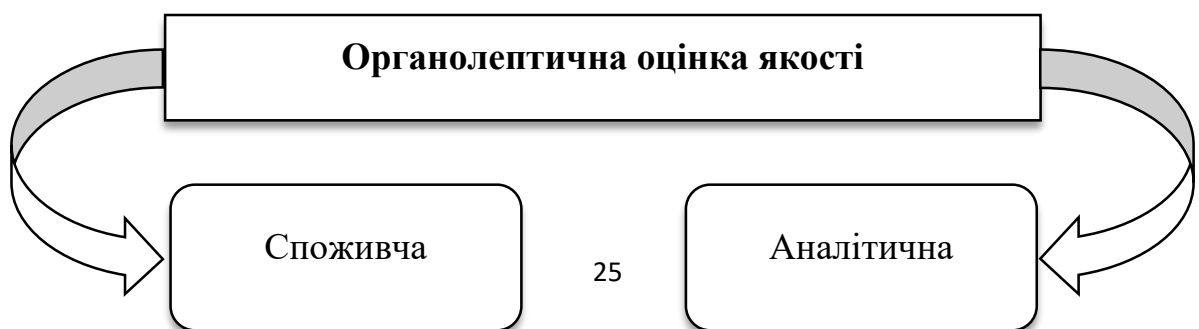 Органолептична оцінка якості
Споживча
Аналітична
25